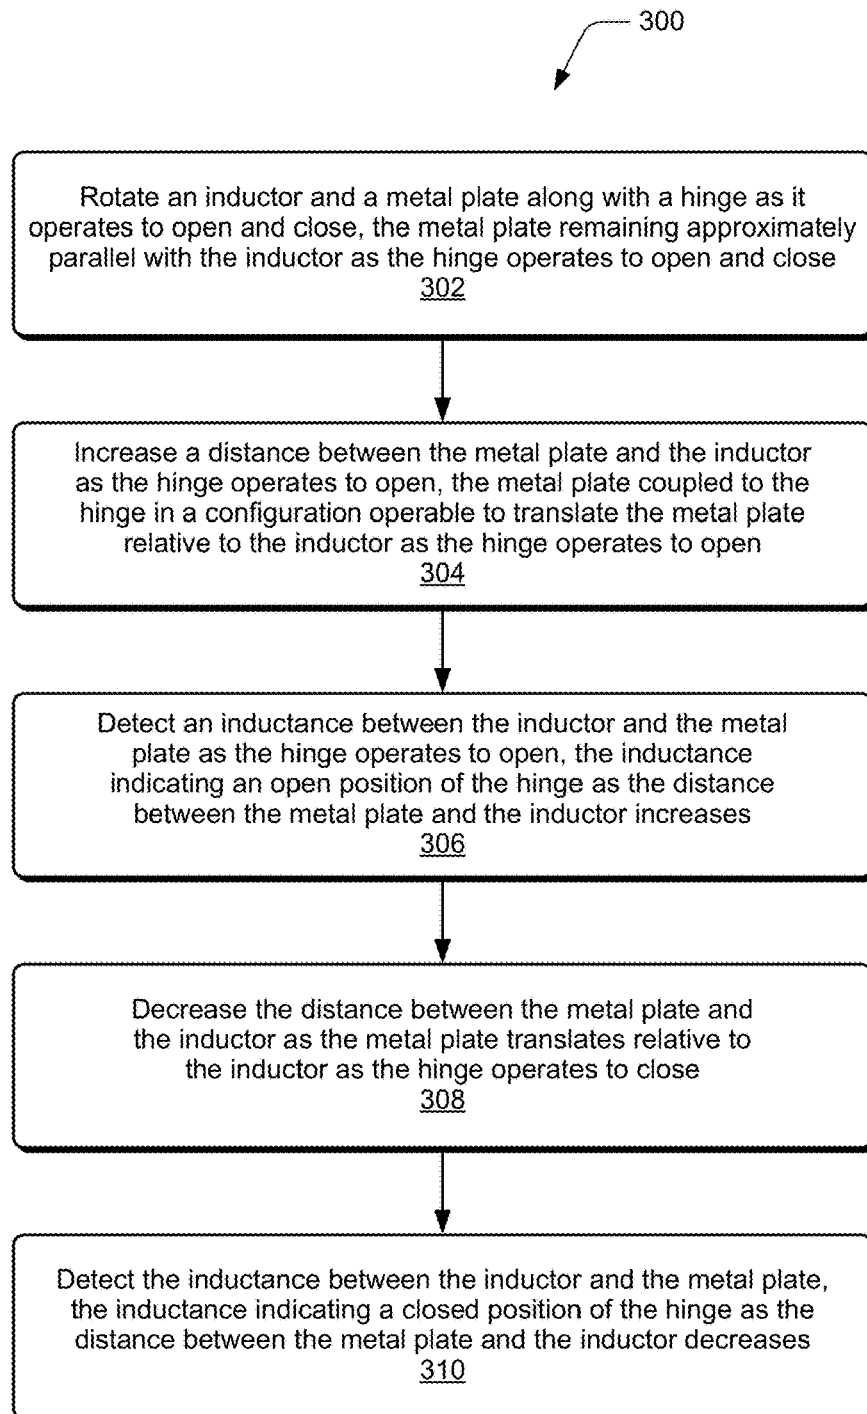 300
Rotate an inductor and a metal plate along with a hinge as it
operates to open and close, the metal plate remaining approximately
parallel with the inductor as the hinge operates to open and close
302
Increase a distance between the metal plate and the inductor
as the hinge operates to open, the metal plate coupled to the
hinge in a configuration operable to translate the metal plate
relative to the inductor as the hinge operates to open
304
Detect an inductance between the inductor and the metal
plate as the hinge operates to open, the inductance
indicating an open position of the hinge as the distance
between the metal plate and the inductor increases
306
Decrease the distance between the metal plate and
the inductor as the metal plate translates relative to
the inductor as the hinge operates to close
308
Detect the inductance between the inductor and the metal plate,
the inductance indicating a closed position of the hinge as the
distance between the metal plate and the inductor decreases
310